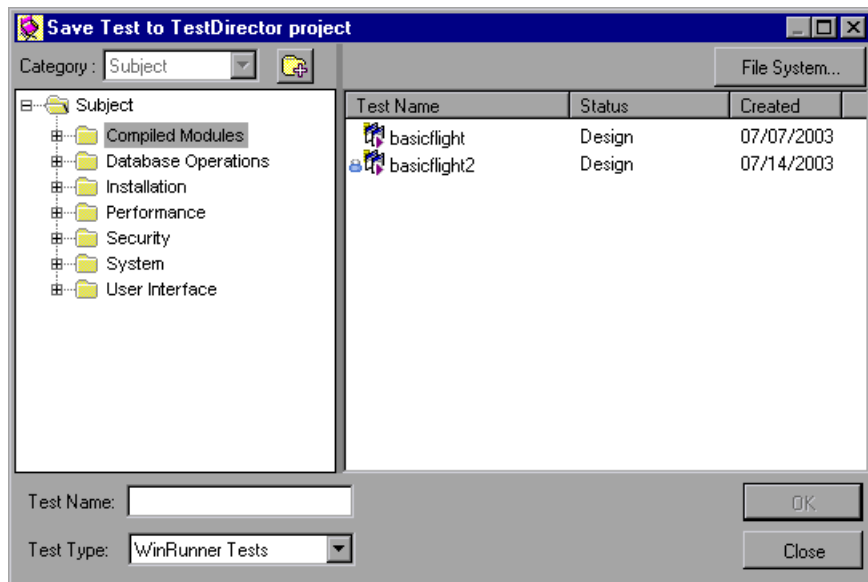 Save Test to TestDirector project
Category : Subject
File System...
Subject
Compiled Modules
Database Operations
Installation
Performance
Security
System
User Interface
Test Name Status Created
basicflight Design 07/07/2003
basicflight2 Design 07/14/2003
Test Name:
OK
Test Type: WinRunner Tests
Close